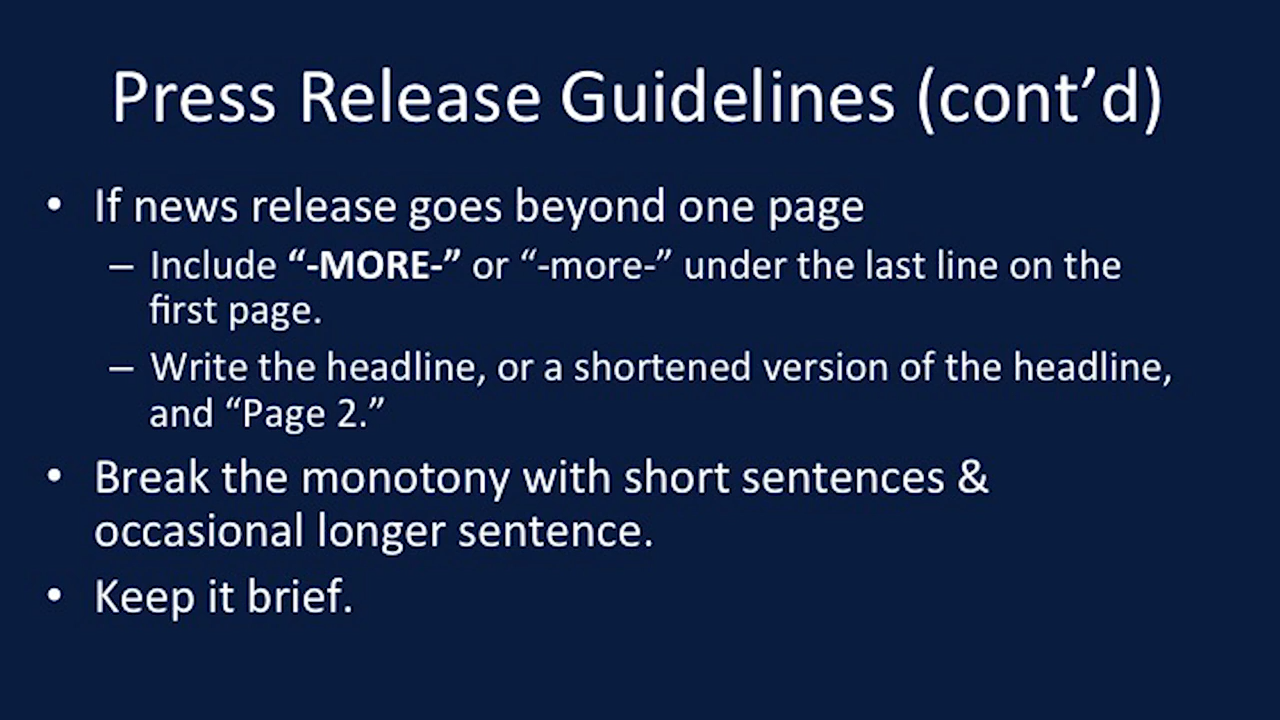 Press Release Guidelines (cont’d)
• If news release goes beyond one page
– Include “-MORE-” or “-more-” under the last line on the
first page.
– Write the headline, or a shortened version of the headline,
and “Page 2.”
• Break the monotony with short sentences &
occasional longer sentence.
• Keep it brief.